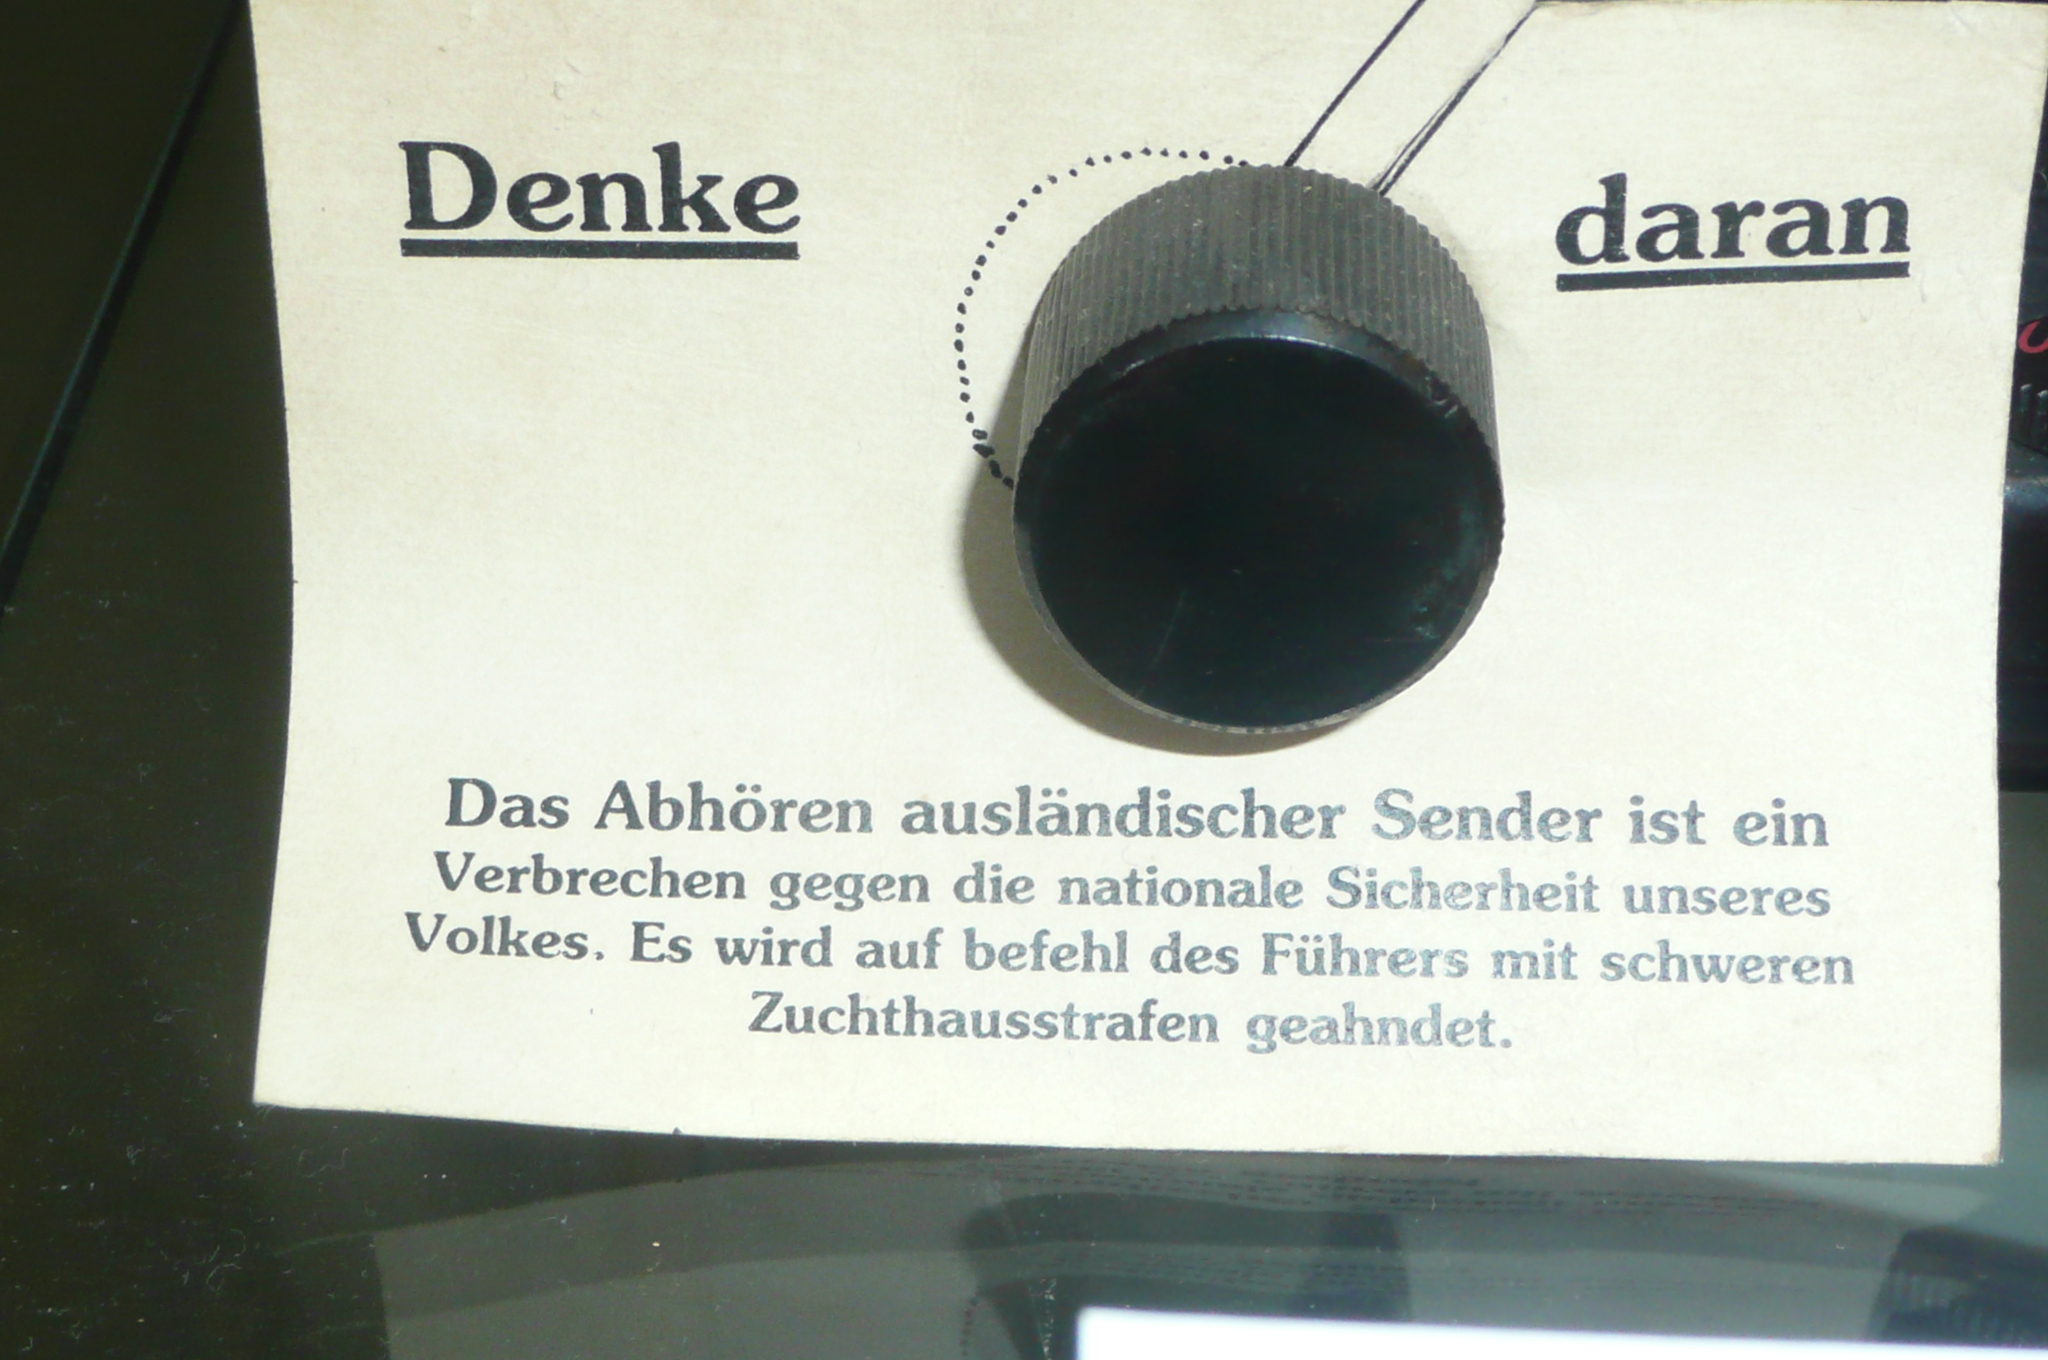 Denke daran
Das Abhören ausländischer Sender ist ein
Verbrechen gegen die nationale Sicherheit unseres
Volkes. Es wird auf befehl des Führers mit schweren
Zuchthausstrafen geahndet.